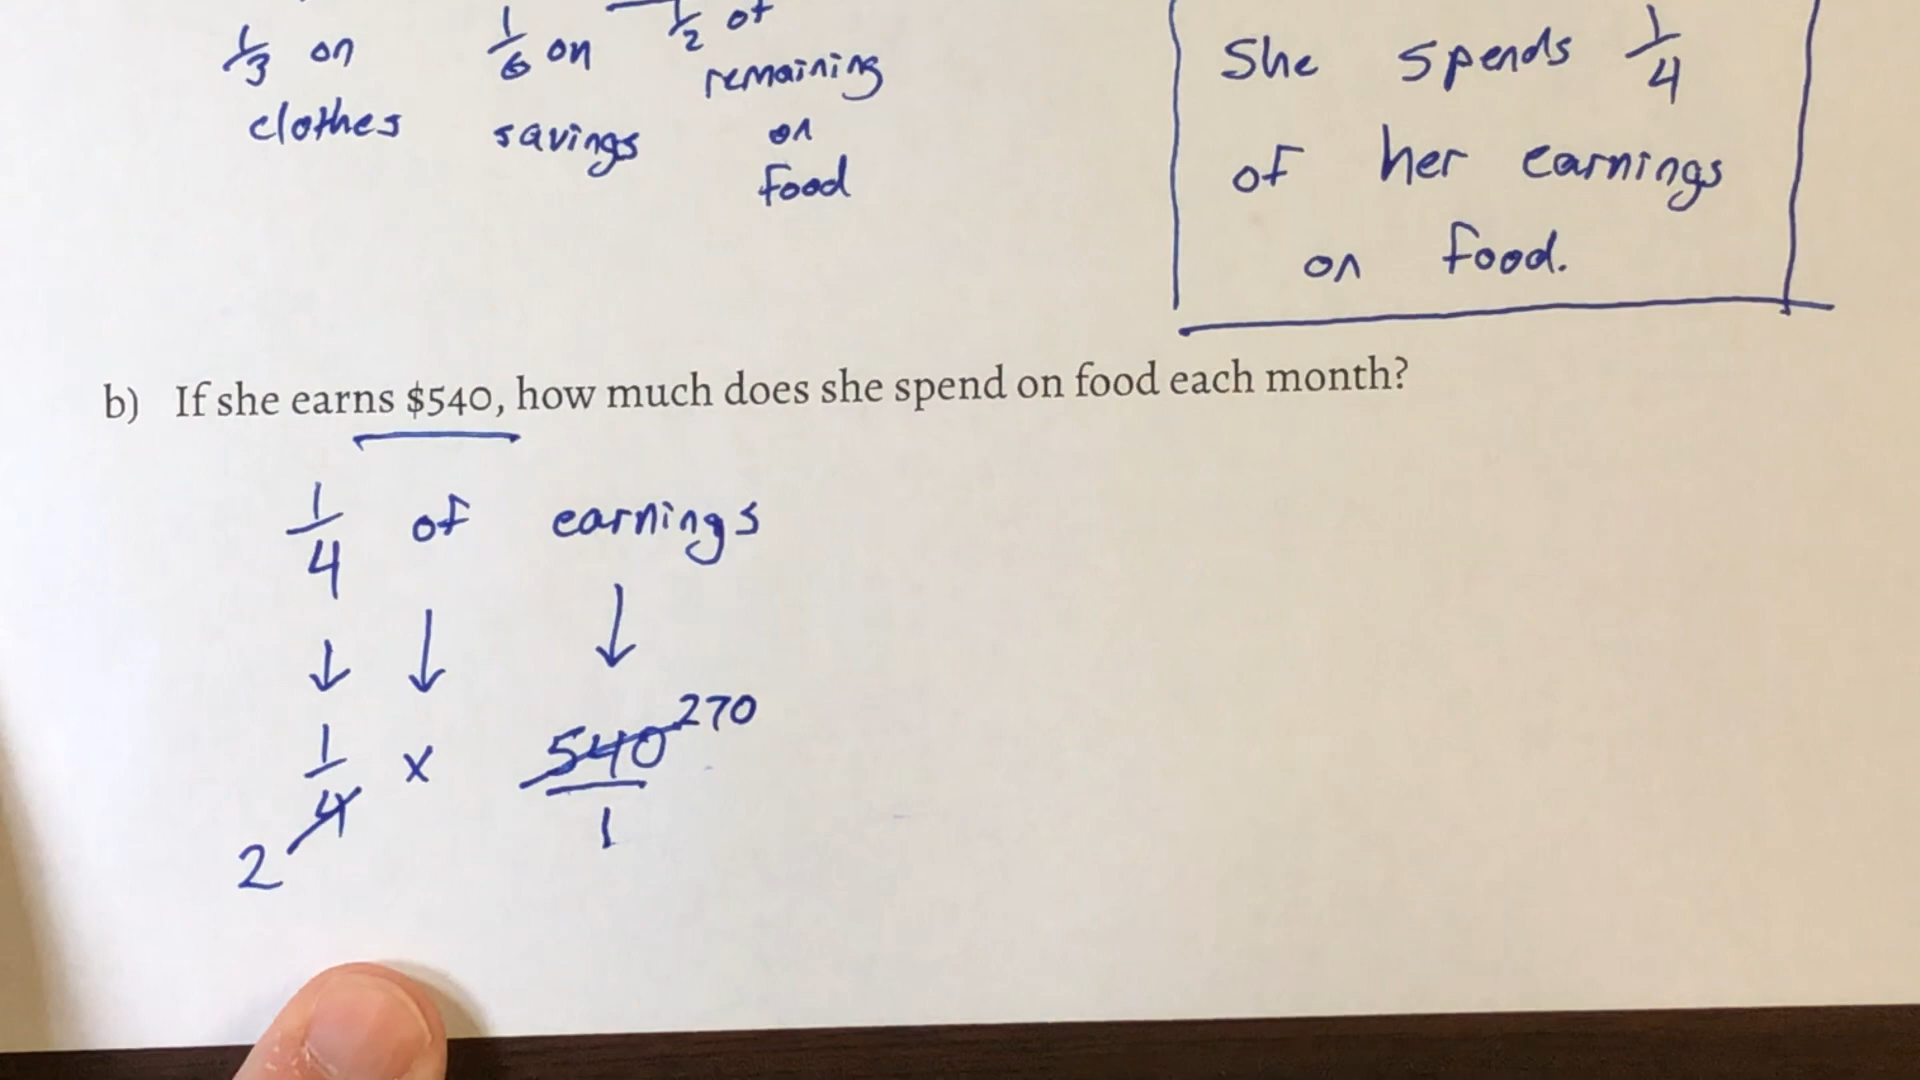 1/3 on 1/6 on 1/2 of
clothes savings remaining
on
food
She spends 1/4
of her earnings
on food.
b) If she earns $540, how much does she spend on food each month?
1/4 of earnings
↓ ↓ ↓
1/4 x 540/1 270
2